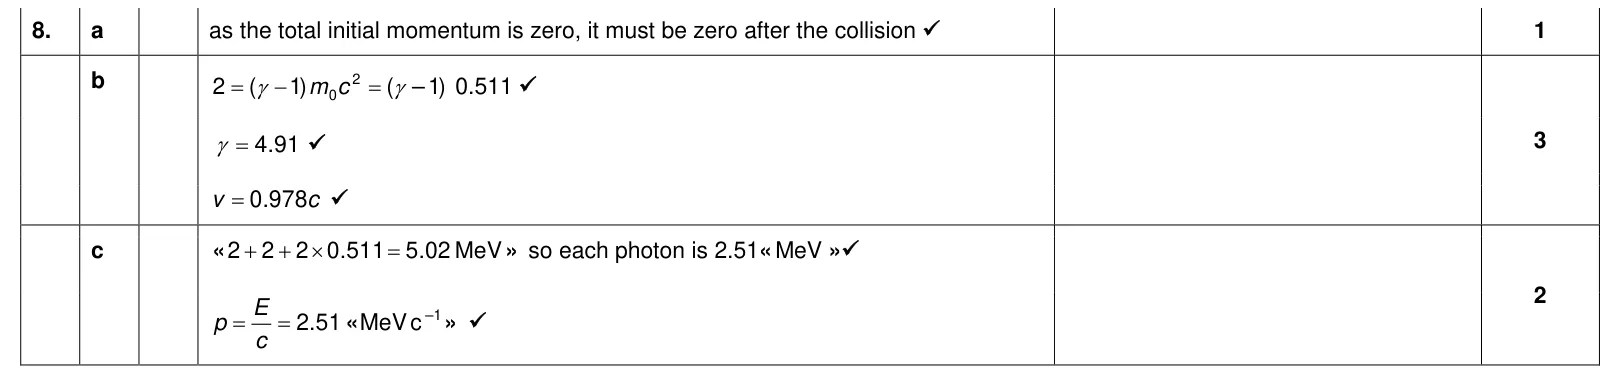 8. a as the total initial momentum is zero, it must be zero after the collision ✓ 1
b 2 = (γ − 1) m₀c² = (γ − 1) 0.511 ✓
γ = 4.91 ✓
3
v = 0.978c ✓
c «2 + 2 + 2 × 0.511 = 5.02 MeV» so each photon is 2.51 «MeV »✓
2
p = E/c = 2.51 «MeV c⁻¹» ✓